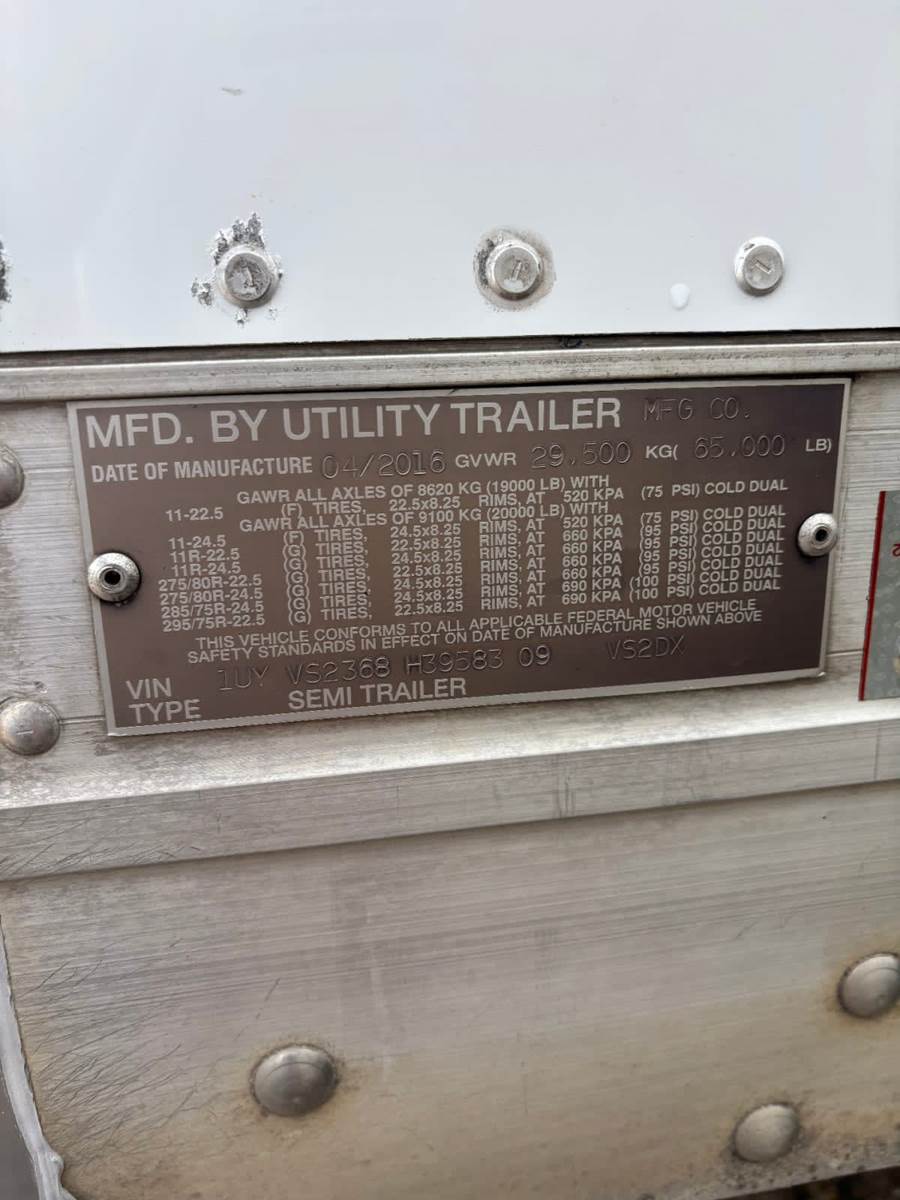 MFD. BY UTILITY TRAILER MFG CO.
DATE OF MANUFACTURE 04/2016 GVWR 29,500 KG( 65,000 LB)
GAWR ALL AXLES OF 8620 KG (19000 LB) WITH
11-22.5 (F) TIRES, 22.5x8.25 RIMS, AT 520 KPA (75 PSI) COLD DUAL
GAWR ALL AXLES OF 9100 KG (20000 LB) WITH
11-24.5 (F) TIRES, 24.5x8.25 RIMS, AT 520 KPA (75 PSI) COLD DUAL
11R-22.5 (G) TIRES, 22.5x8.25 RIMS, AT 660 KPA (95 PSI) COLD DUAL
11R-24.5 (G) TIRES, 24.5x8.25 RIMS, AT 660 KPA (95 PSI) COLD DUAL
275/80R-22.5 (G) TIRES, 22.5x8.25 RIMS, AT 660 KPA (95 PSI) COLD DUAL
275/80R-24.5 (G) TIRES, 24.5x8.25 RIMS, AT 660 KPA (95 PSI) COLD DUAL
285/75R-24.5 (G) TIRES, 24.5x8.25 RIMS, AT 690 KPA (100 PSI) COLD DUAL
295/75R-22.5 (G) TIRES, 22.5x8.25 RIMS, AT 690 KPA (100 PSI) COLD DUAL
THIS VEHICLE CONFORMS TO ALL APPLICABLE FEDERAL MOTOR VEHICLE
SAFETY STANDARDS IN EFFECT ON DATE OF MANUFACTURE SHOWN ABOVE
VIN 1UY VS2368 H39583 09 VS2DX
TYPE SEMI TRAILER